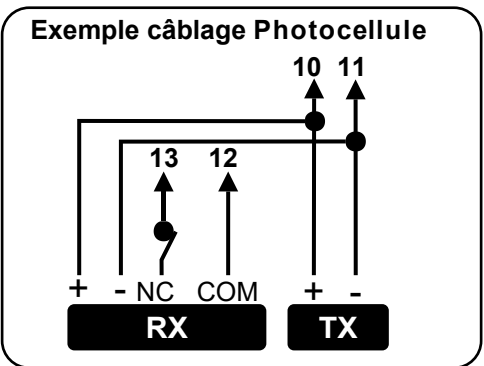 Exemple câblage Photocellule
10 11
13 12
+ - NC COM + -
RX TX